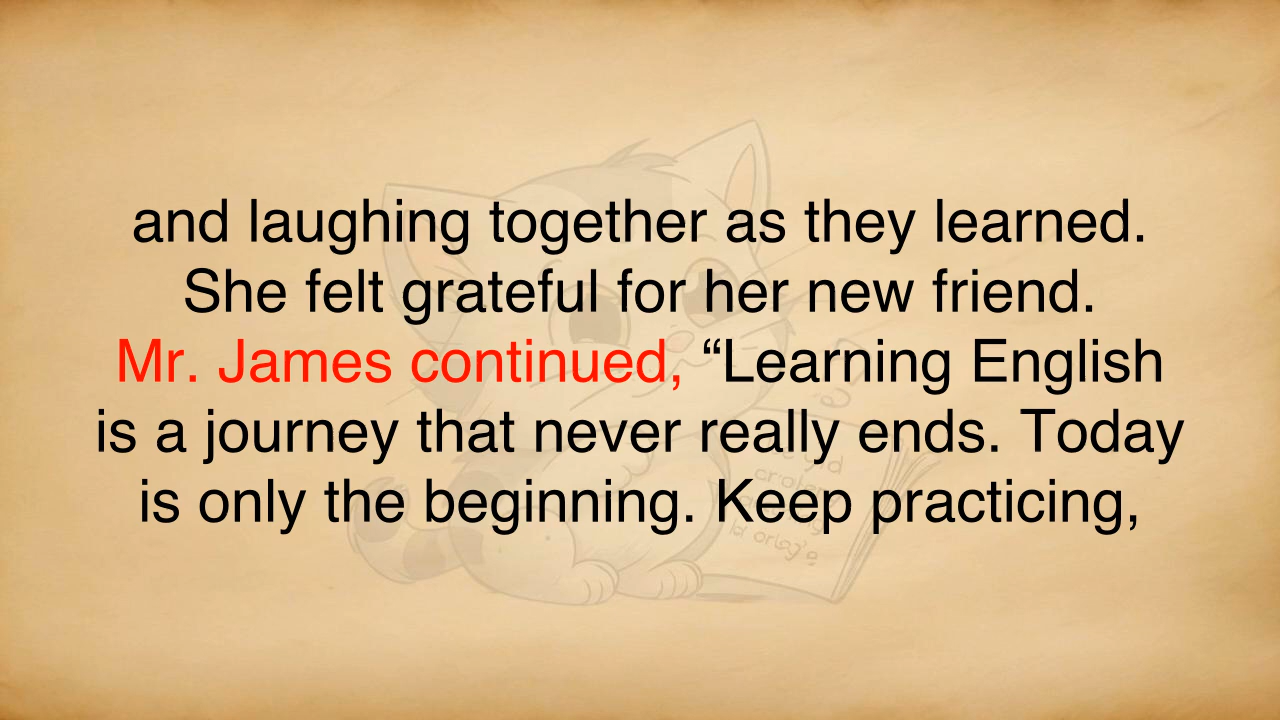 and laughing together as they learned.
She felt grateful for her new friend.
Mr. James continued, “Learning English
is a journey that never really ends. Today
is only the beginning. Keep practicing,